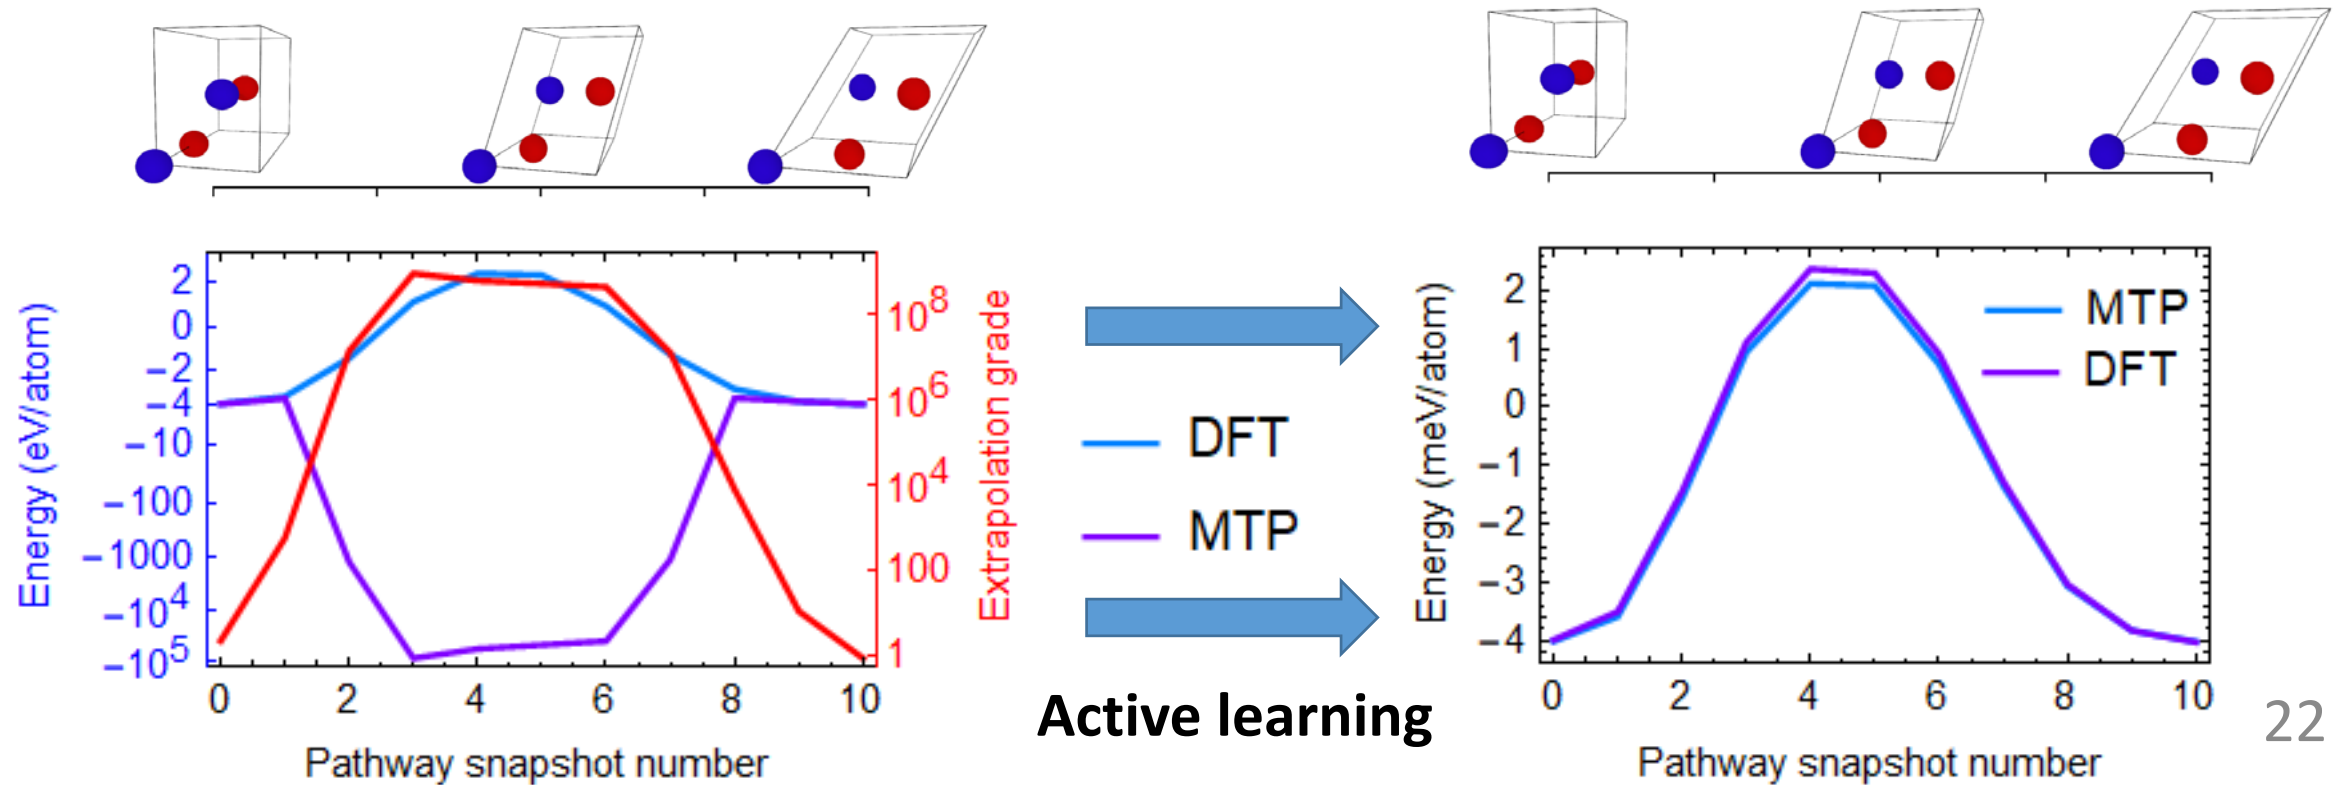 Energy (eV/atom)
2
0
−2
−4
−10
−100
−1000
−10⁴
−10⁵
0 2 4 6 8 10
Pathway snapshot number
10⁸
10⁶
10⁴
100
1
Extrapolation grade
DFT
MTP
Active learning
Energy (meV/atom)
2
1
0
−1
−2
−3
−4
MTP
DFT
0 2 4 6 8 10
Pathway snapshot number
22